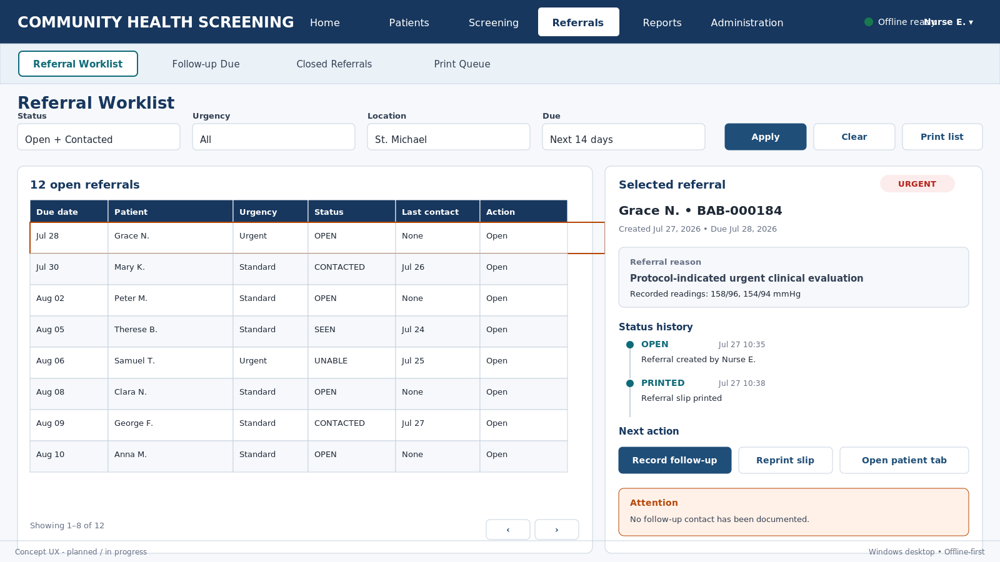 COMMUNITY HEALTH SCREENING Home Patients Screening Referrals Reports Administration Offline ready Nurse E. ▾
Referral Worklist Follow-up Due Closed Referrals Print Queue
Referral Worklist
Status Urgency Location Due
Open + Contacted All St. Michael Next 14 days Apply Clear Print list
12 open referrals
Due date Patient Urgency Status Last contact Action
Jul 28 Grace N. Urgent OPEN None Open
Jul 30 Mary K. Standard CONTACTED Jul 26 Open
Aug 02 Peter M. Standard OPEN None Open
Aug 05 Therese B. Standard SEEN Jul 24 Open
Aug 06 Samuel T. Urgent UNABLE Jul 25 Open
Aug 08 Clara N. Standard OPEN None Open
Aug 09 George F. Standard CONTACTED Jul 27 Open
Aug 10 Anna M. Standard OPEN None Open
Showing 1–8 of 12 ‹ ›
Selected referral URGENT
Grace N. • BAB-000184
Created Jul 27, 2026 • Due Jul 28, 2026
Referral reason
Protocol-indicated urgent clinical evaluation
Recorded readings: 158/96, 154/94 mmHg
Status history
OPEN Jul 27 10:35
Referral created by Nurse E.
PRINTED Jul 27 10:38
Referral slip printed
Next action
Record follow-up Reprint slip Open patient tab
Attention
No follow-up contact has been documented.
Concept UX - planned / in progress Windows desktop • Offline-first